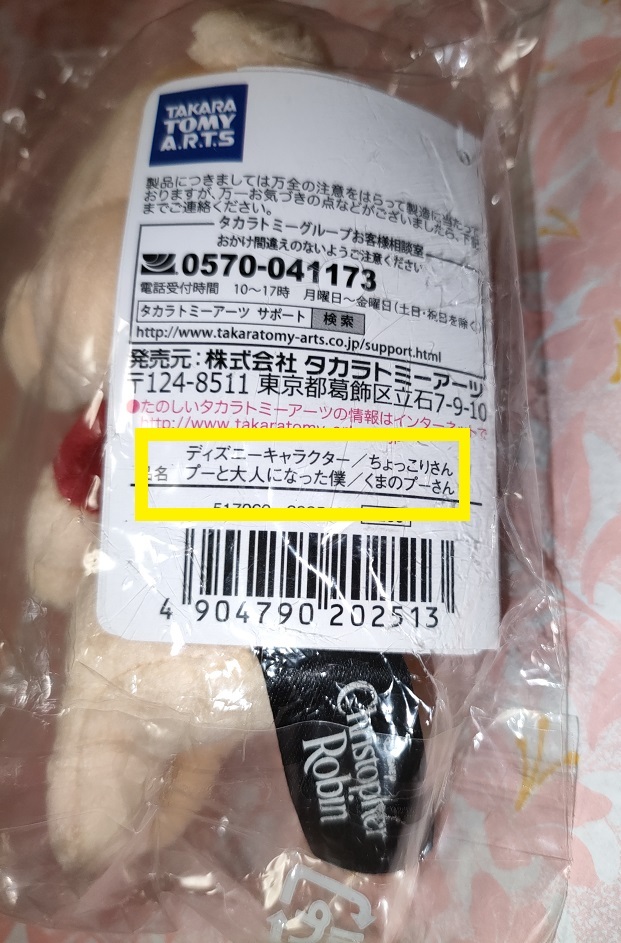 TAKARA
TOMY
A.R.T.S
製品につきましては万全の注意をはらって製造に当たって
おりますが、万一お気づきの点などがございましたら、下記
までご連絡ください。
タカラトミーグループお客様相談室
おかけ間違えのないようご注意ください
0570-041173
電話受付時間 10〜17時 月曜日〜金曜日(土日・祝日を除く)
タカラトミーアーツ サポート 検索
http://www.takaratomy-arts.co.jp/support.html
発売元:株式会社 タカラトミーアーツ
〒124-8511 東京都葛飾区立石7-9-10
●たのしいタカラトミーアーツの情報はインターネットで
http://www.takaratomy
ディズニーキャラクター/ちょっこりさん
品名 プーと大人になった僕/くまのプーさん
4 904790 202513
Christopher
Robin